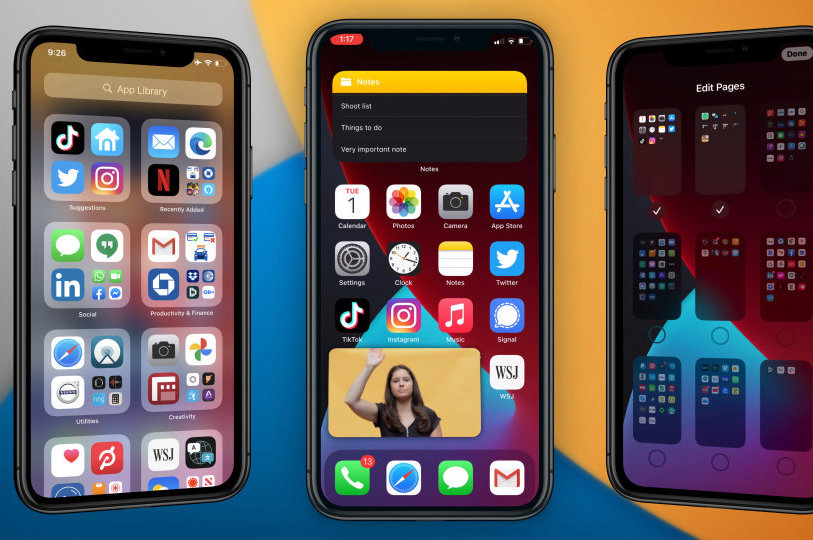 9:26
App Library
Suggestions
Recently Added
Social
Productivity & Finance
Utilities
Creativity
WSJ
1:17
Notes
Shoot list
Things to do
Very important note
Notes
TUE
1
Calendar
Photos
Camera
App Store
Settings
Clock
Notes
Twitter
TikTok
Instagram
Music
Signal
WSJ
WSJ
13
Done
Edit Pages